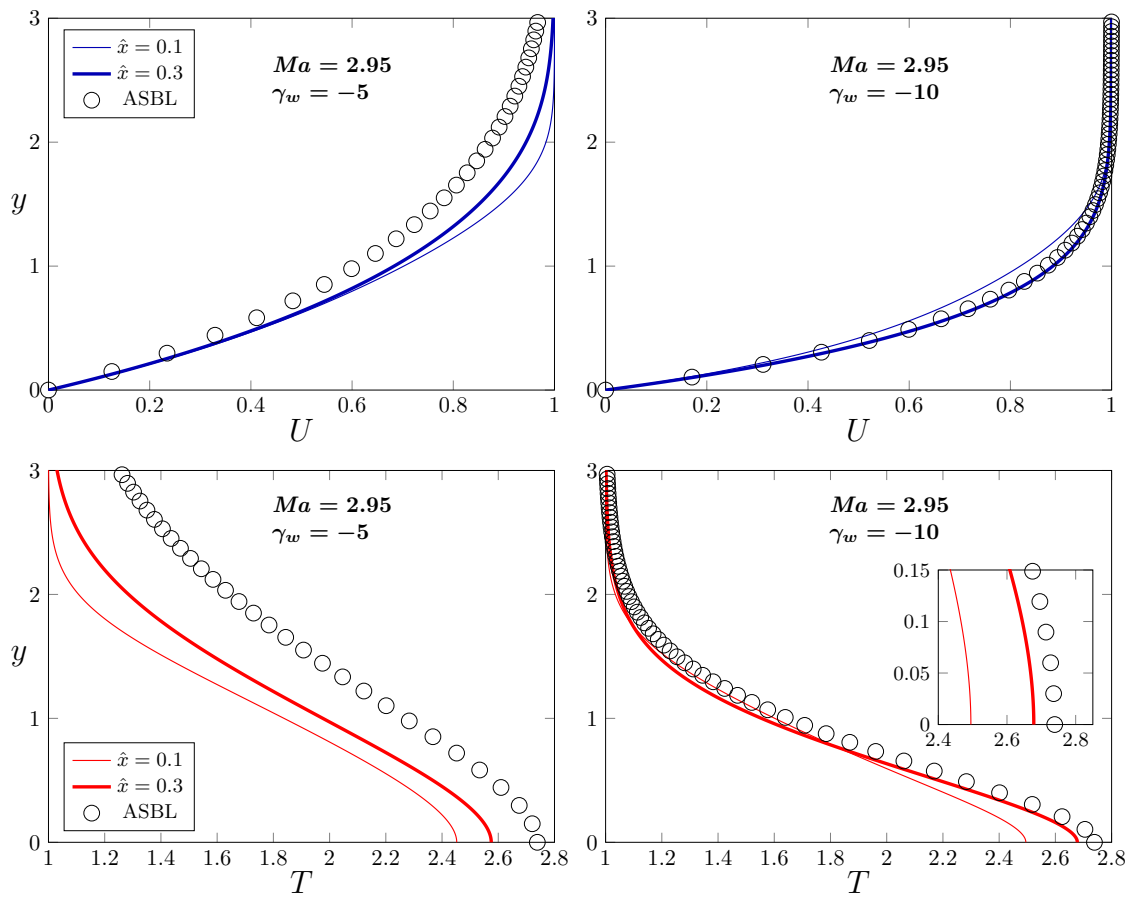 3
2
1
0
y
x̂ = 0.1
x̂ = 0.3
ASBL
Ma = 2.95
γw = −5
0 0.2 0.4 0.6 0.8 1
U
3
2
1
0
Ma = 2.95
γw = −10
0 0.2 0.4 0.6 0.8 1
U
3
2
1
0
y
Ma = 2.95
γw = −5
x̂ = 0.1
x̂ = 0.3
ASBL
1 1.2 1.4 1.6 1.8 2 2.2 2.4 2.6 2.8
T
3
2
1
0
Ma = 2.95
γw = −10
0.15
0.1
0.05
0
2.4 2.6 2.8
1 1.2 1.4 1.6 1.8 2 2.2 2.4 2.6 2.8
T